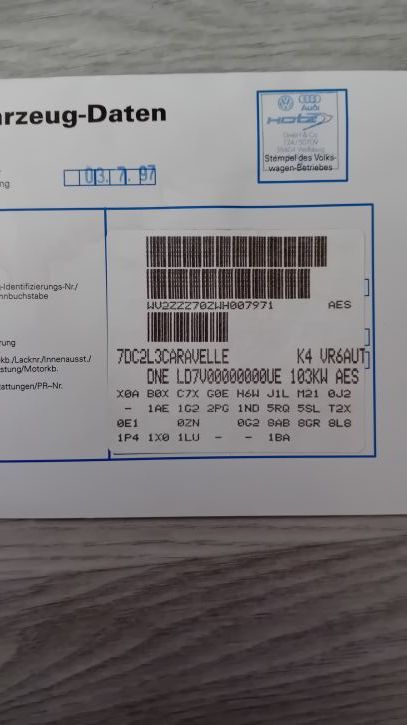 rzeug-Daten
Audi
HOTZ
GmbH & Co
Stempel des Volks-
wagen-Betriebes
ng
03. 7. 97
-Identifizierungs-Nr./
nnbuchstabe
WV2ZZZ70ZWH007971 AES
rung
kb./Lacknr./Innenausst./
stung/Motorkb.
attungen/PR-Nr.
7DC2L3CARAVELLE K4 VR6AUT
DNE LD7V00000000UE 103KW AES
X0A B0X C7X G0E H6W J1L M21 0J2
- 1AE 1G2 2PG 1ND 5RQ 5SL T2X
0E1 0ZN 0G2 8AB 8GR 8L8
1P4 1X0 1LU - - 1BA